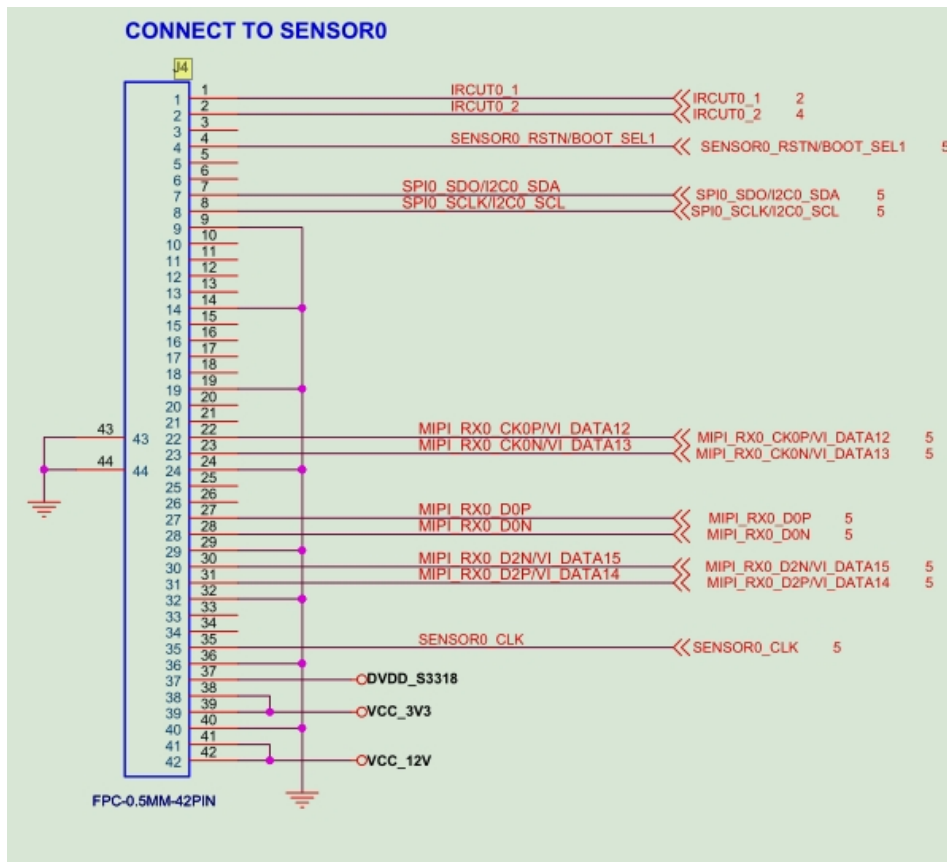 CONNECT TO SENSOR0
J4
1 1 IRCUT0_1 IRCUT0_1 2
2 2 IRCUT0_2 IRCUT0_2 4
3 3
4 4 SENSOR0_RSTN/BOOT_SEL1 SENSOR0_RSTN/BOOT_SEL1 5
5 5
6 6
7 7 SPI0_SDO/I2C0_SDA SPI0_SDO/I2C0_SDA 5
8 8 SPI0_SCLK/I2C0_SCL SPI0_SCLK/I2C0_SCL 5
9 9
10 10
11 11
12 12
13 13
14 14
15 15
16 16
17 17
18 18
19 19
20 20
21 21
43 43 22 22 MIPI_RX0_CK0P/VI_DATA12 MIPI_RX0_CK0P/VI_DATA12 5
23 23 MIPI_RX0_CK0N/VI_DATA13 MIPI_RX0_CK0N/VI_DATA13 5
44 44 24 24
25 25
26 26
27 27 MIPI_RX0_D0P MIPI_RX0_D0P 5
28 28 MIPI_RX0_D0N MIPI_RX0_D0N 5
29 29
30 30 MIPI_RX0_D2N/VI_DATA15 MIPI_RX0_D2N/VI_DATA15 5
31 31 MIPI_RX0_D2P/VI_DATA14 MIPI_RX0_D2P/VI_DATA14 5
32 32
33 33
34 34
35 35 SENSOR0_CLK SENSOR0_CLK 5
36 36
37 37 DVDD_S3318
38 38
39 39 VCC_3V3
40 40
41 41
42 42 VCC_12V
FPC-0.5MM-42PIN